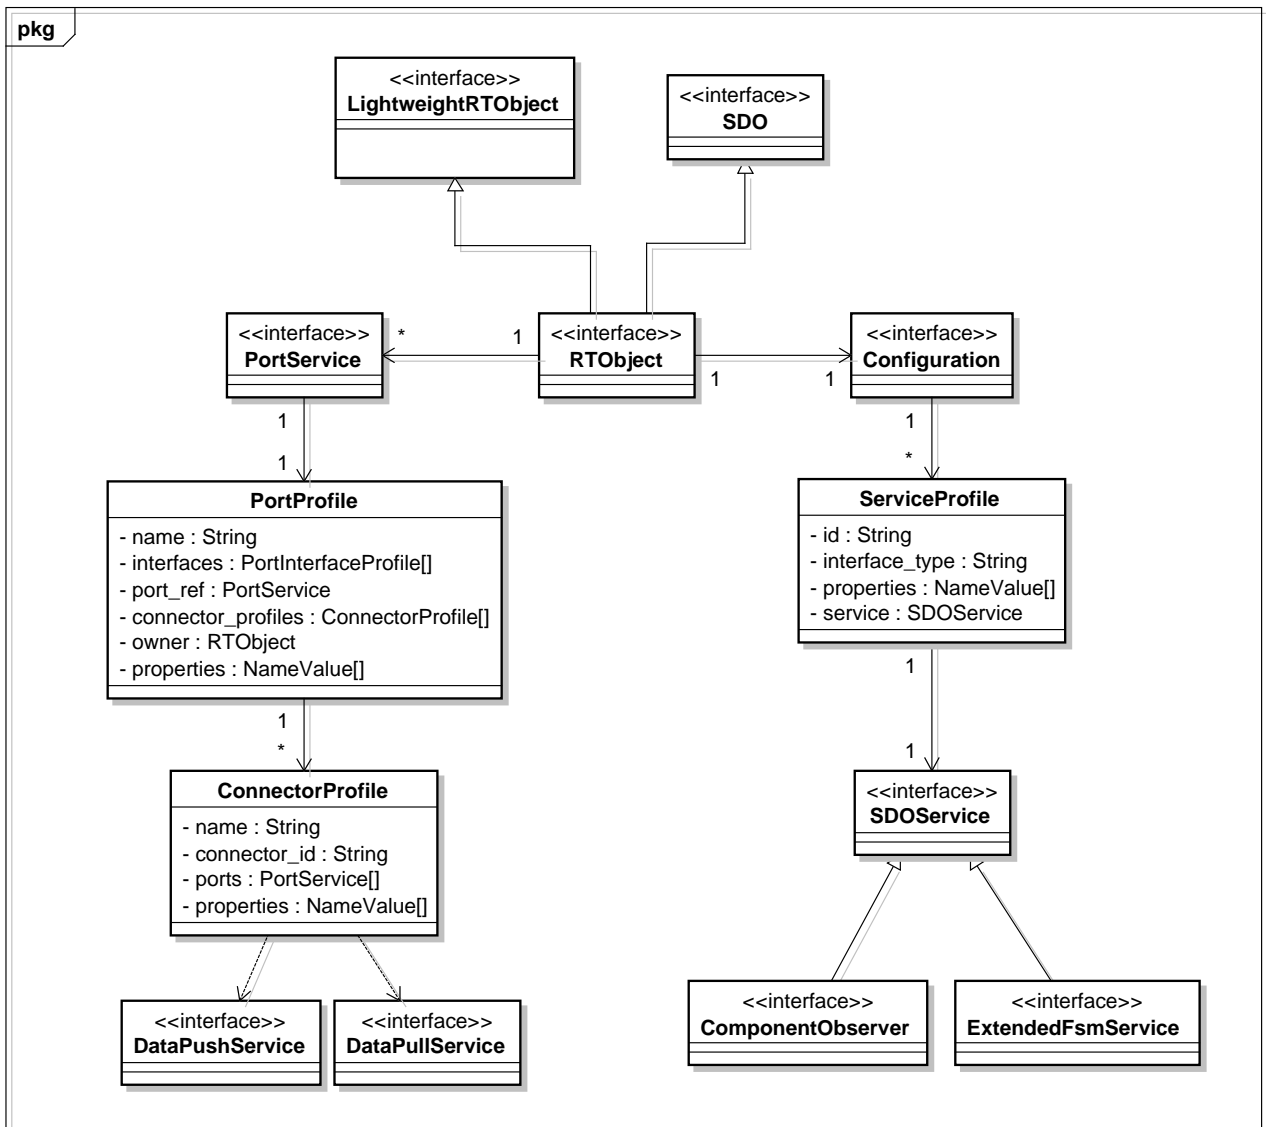 pkg
<<interface>>
LightweightRTObject
<<interface>>
SDO
<<interface>>
PortService
*
1
<<interface>>
RTObject
1
1
<<interface>>
Configuration
1
1
1
*
PortProfile
- name : String
- interfaces : PortInterfaceProfile[]
- port_ref : PortService
- connector_profiles : ConnectorProfile[]
- owner : RTObject
- properties : NameValue[]
ServiceProfile
- id : String
- interface_type : String
- properties : NameValue[]
- service : SDOService
1
*
1
1
ConnectorProfile
- name : String
- connector_id : String
- ports : PortService[]
- properties : NameValue[]
<<interface>>
SDOService
<<interface>>
DataPushService
<<interface>>
DataPullService
<<interface>>
ComponentObserver
<<interface>>
ExtendedFsmService